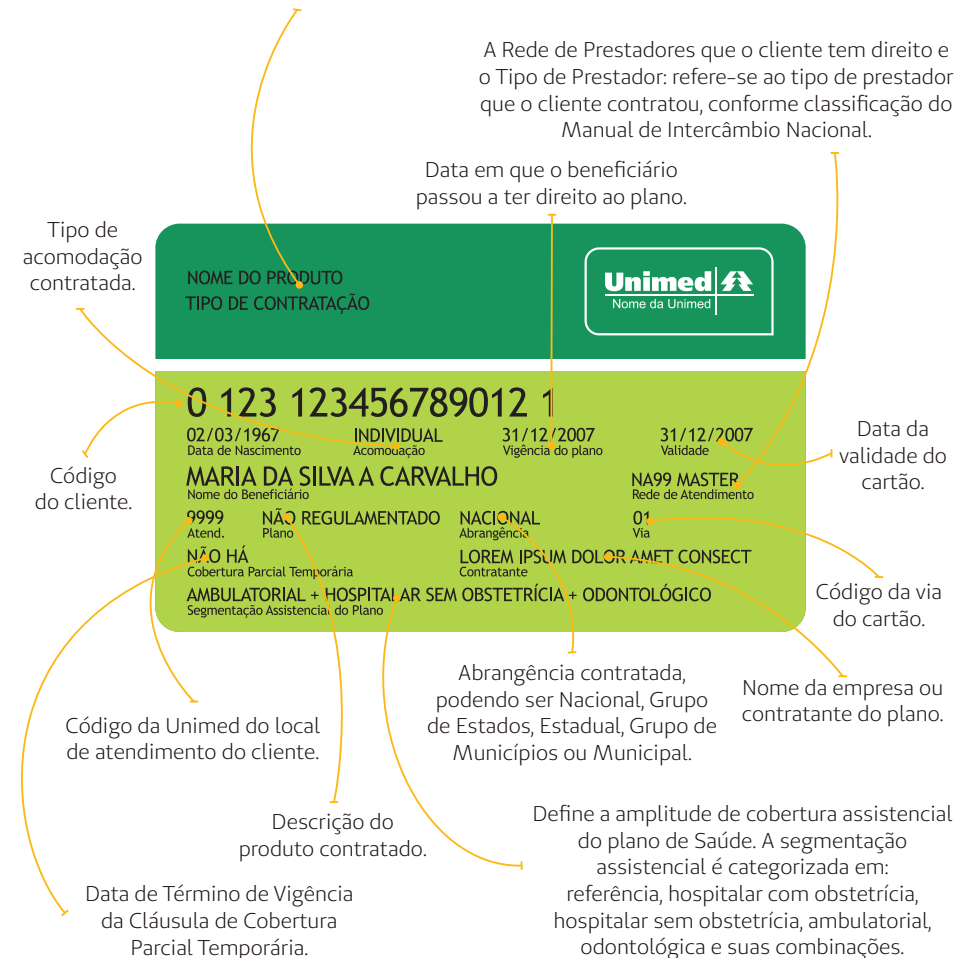 A Rede de Prestadores que o cliente tem direito e
o Tipo de Prestador: refere-se ao tipo de prestador
que o cliente contratou, conforme classificação do
Manual de Intercâmbio Nacional.
Data em que o beneficiário
passou a ter direito ao plano.
Tipo de
acomodação
contratada.
NOME DO PRODUTO
TIPO DE CONTRATAÇÃO
Unimed
Nome da Unimed
0 123 123456789012 1
02/03/1967 INDIVIDUAL 31/12/2007 31/12/2007
Data de Nascimento Acomodação Vigência do plano Validade
MARIA DA SILVA A CARVALHO NA99 MASTER
Nome do Beneficiário Rede de Atendimento
9999 NÃO REGULAMENTADO NACIONAL 01
Atend. Plano Abrangência Via
NÃO HÁ LOREM IPSUM DOLOR AMET CONSECT
Cobertura Parcial Temporária Contratante
AMBULATORIAL + HOSPITALAR SEM OBSTETRÍCIA + ODONTOLÓGICO
Segmentação Assistencial do Plano
Código
do cliente.
Data da
validade do
cartão.
Código da via
do cartão.
Código da Unimed do local
de atendimento do cliente.
Abrangência contratada,
podendo ser Nacional, Grupo
de Estados, Estadual, Grupo de
Municípios ou Municipal.
Nome da empresa ou
contratante do plano.
Descrição do
produto contratado.
Data de Término de Vigência
da Cláusula de Cobertura
Parcial Temporária.
Define a amplitude de cobertura assistencial
do plano de Saúde. A segmentação
assistencial é categorizada em:
referência, hospitalar com obstetrícia,
hospitalar sem obstetrícia, ambulatorial,
odontológica e suas combinações.